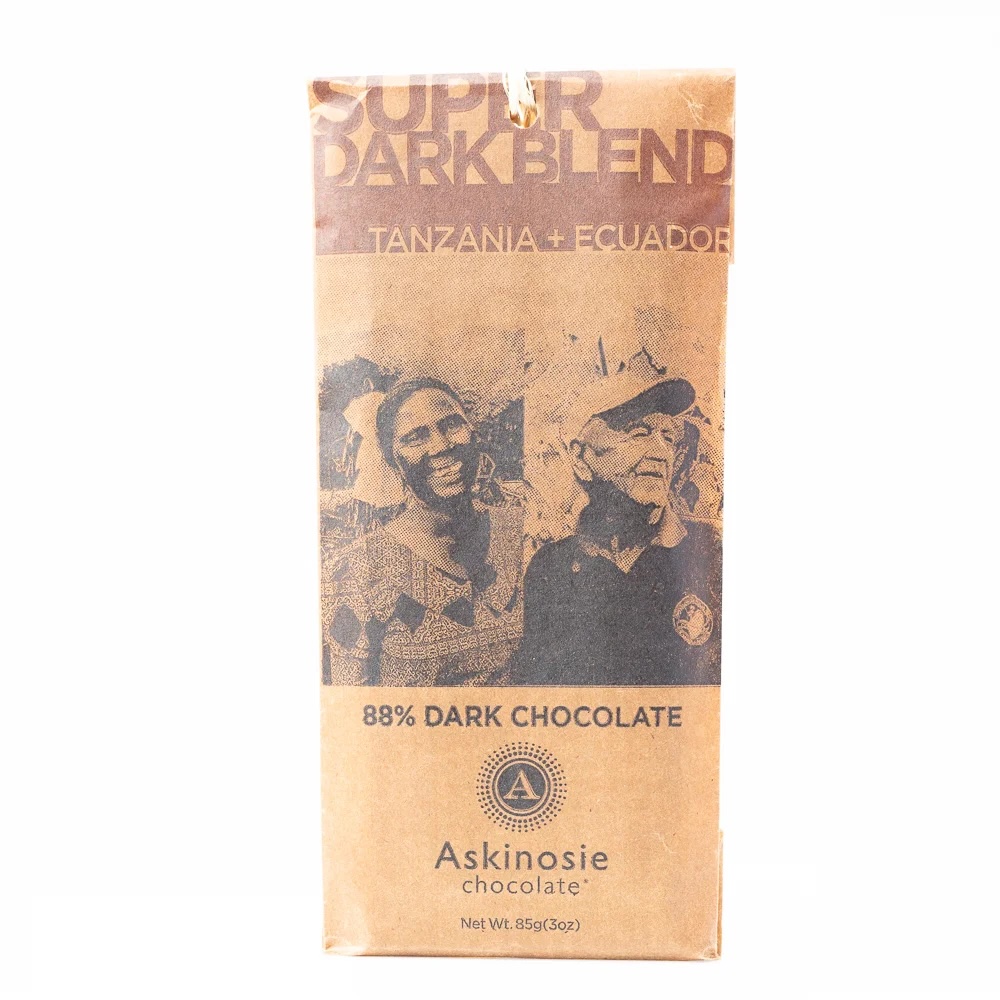 SUPER
DARK BLEND
TANZANIA + ECUADOR
88% DARK CHOCOLATE
A
Askinosie
chocolate®
Net Wt. 85g(3oz)